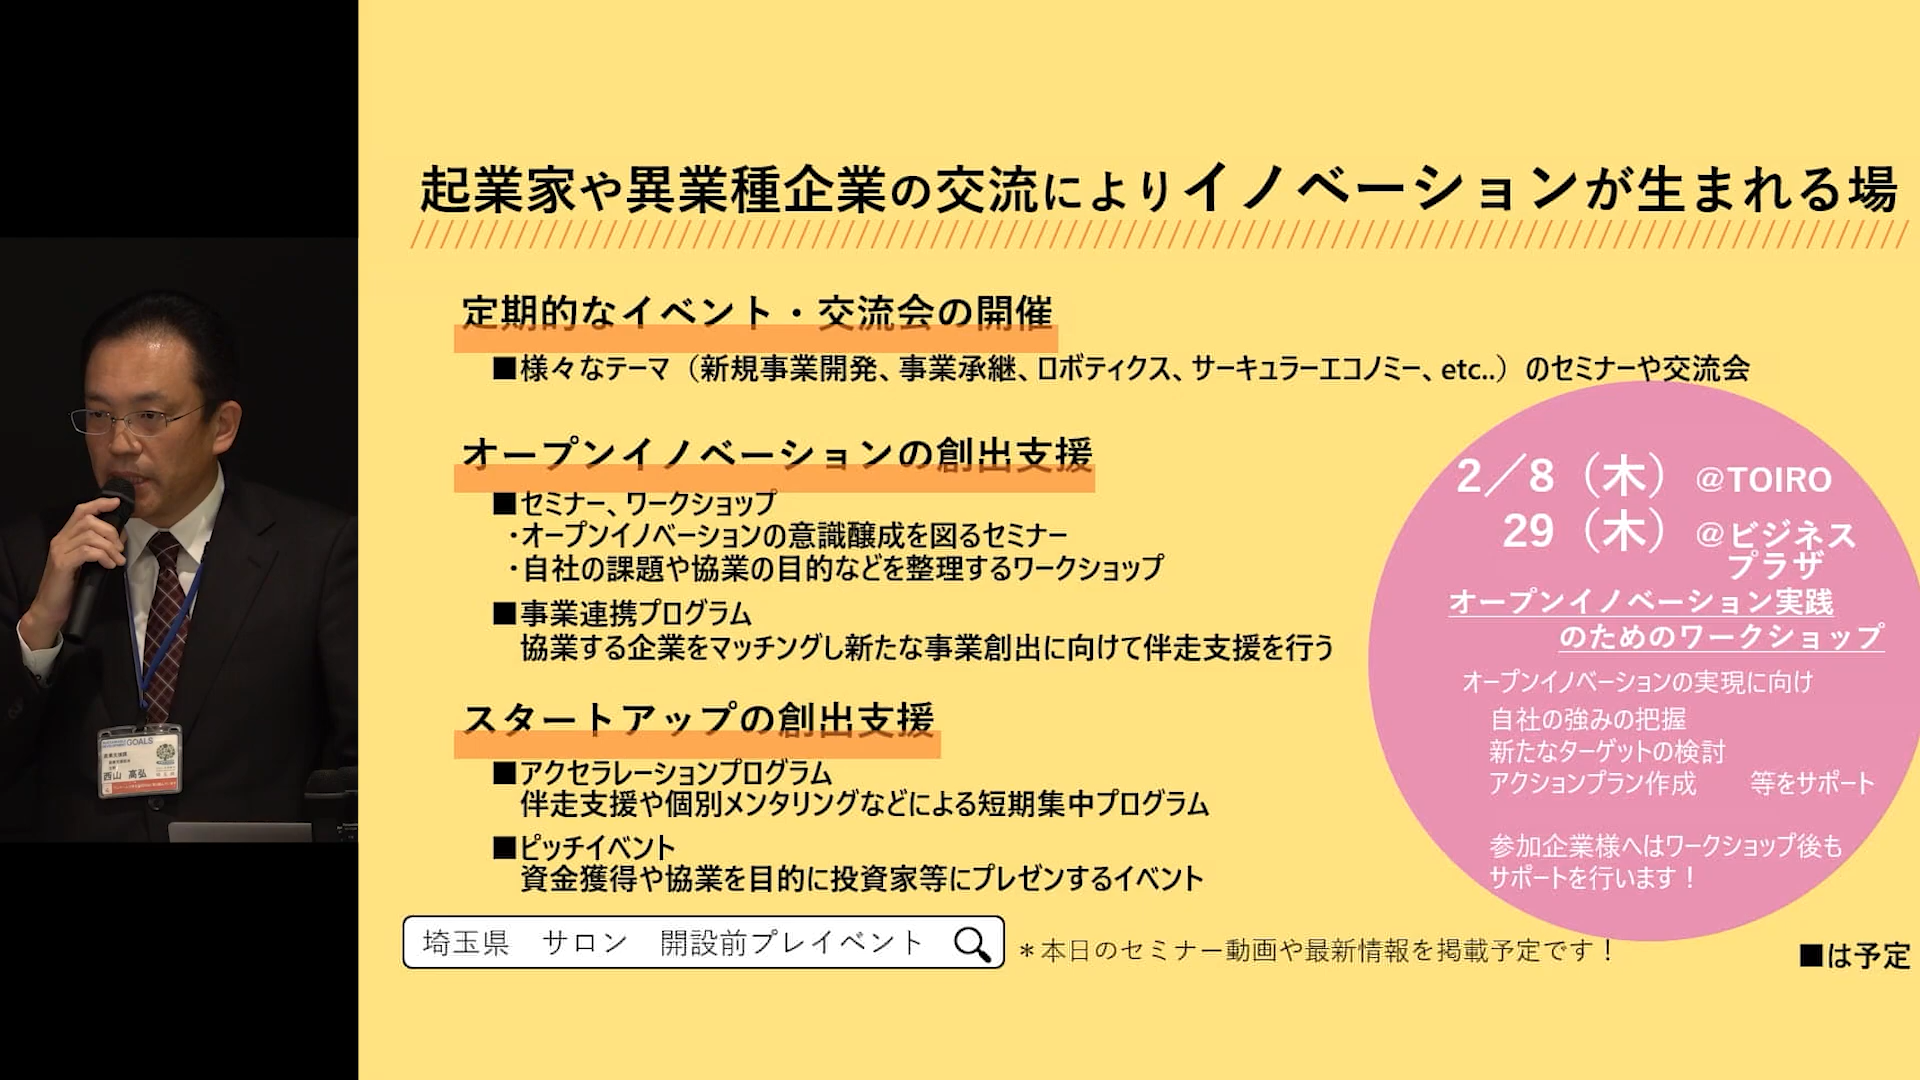 起業家や異業種企業の交流によりイノベーションが生まれる場
定期的なイベント・交流会の開催
■様々なテーマ（新規事業開発、事業承継、ロボティクス、サーキュラーエコノミー、etc..）のセミナーや交流会
オープンイノベーションの創出支援
■セミナー、ワークショップ
・オープンイノベーションの意識醸成を図るセミナー
・自社の課題や協業の目的などを整理するワークショップ
■事業連携プログラム
協業する企業をマッチングし新たな事業創出に向けて伴走支援を行う
スタートアップの創出支援
■アクセラレーションプログラム
伴走支援や個別メンタリングなどによる短期集中プログラム
■ピッチイベント
資金獲得や協業を目的に投資家等にプレゼンするイベント
2／8（木）@TOIRO
29（木）@ビジネス
プラザ
オープンイノベーション実践
のためのワークショップ
オープンイノベーションの実現に向け
自社の強みの把握
新たなターゲットの検討
アクションプラン作成　等をサポート
参加企業様へはワークショップ後も
サポートを行います！
埼玉県　サロン　開設前プレイベント
＊本日のセミナー動画や最新情報を掲載予定です！
■は予定
GOALS
西山 高弘